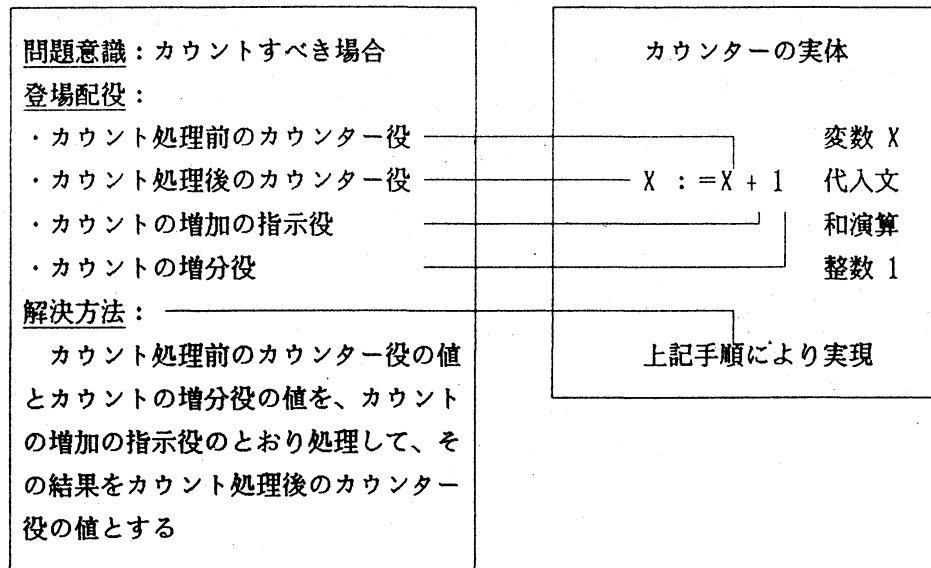 問題意識：カウントすべき場合
登場配役：
・カウント処理前のカウンター役
・カウント処理後のカウンター役
・カウントの増加の指示役
・カウントの増分役
解決方法：
カウント処理前のカウンター役の値
とカウントの増分役の値を、カウント
の増加の指示役のとおり処理して、そ
の結果をカウント処理後のカウンター
役の値とする
カウンターの実体
変数 X
X :=X + 1 代入文
和演算
整数 1
上記手順により実現